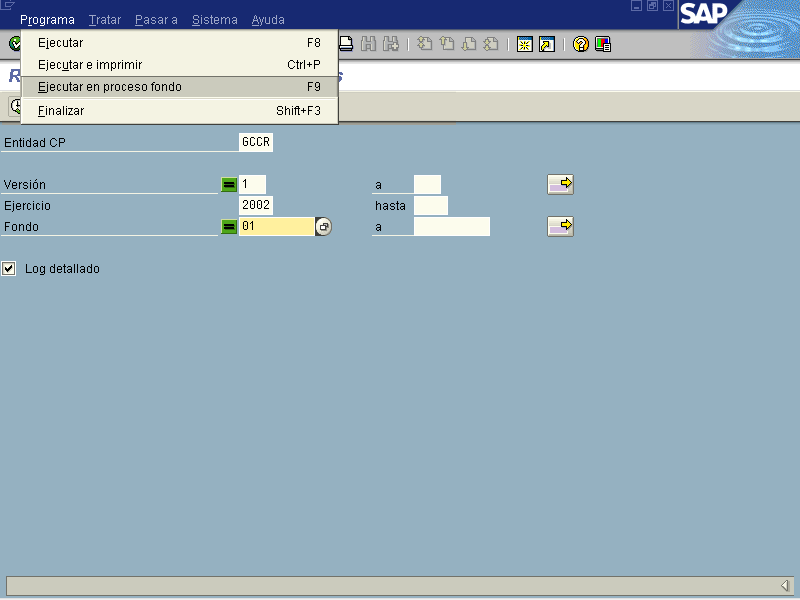 Programa Tratar Pasar a Sistema Ayuda
SAP
Ejecutar F8
Ejecutar e imprimir Ctrl+P
Ejecutar en proceso fondo F9
Finalizar Shift+F3
Entidad CP GCCR
Versión 1 a
Ejercicio 2002 hasta
Fondo 01 a
Log detallado